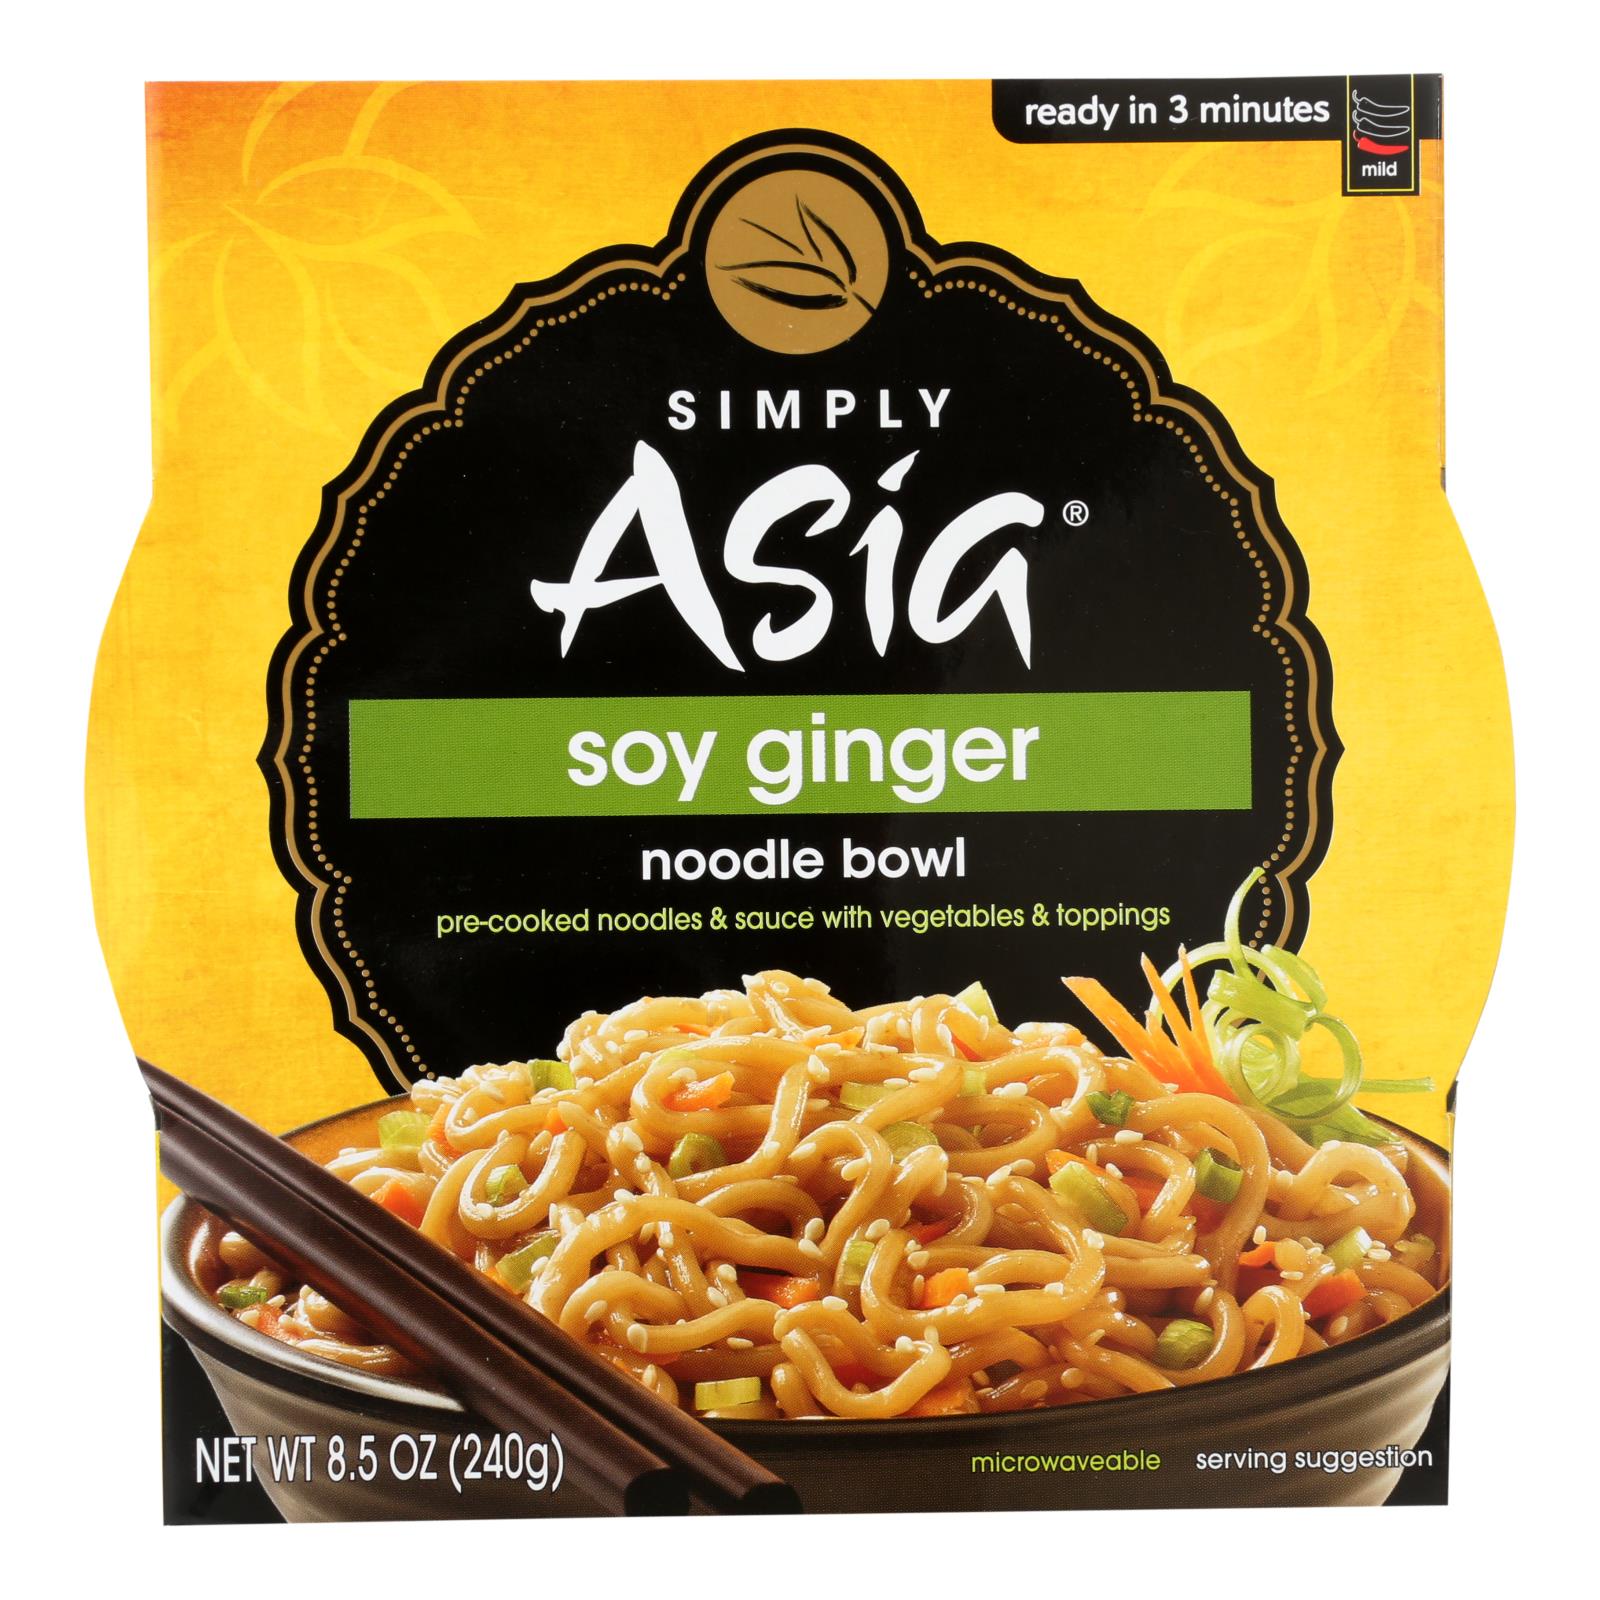 ready in 3 minutes
mild
SIMPLY
Asia®
soy ginger
noodle bowl
pre-cooked noodles & sauce with vegetables & toppings
NET WT 8.5 OZ (240g)
microwaveable serving suggestion